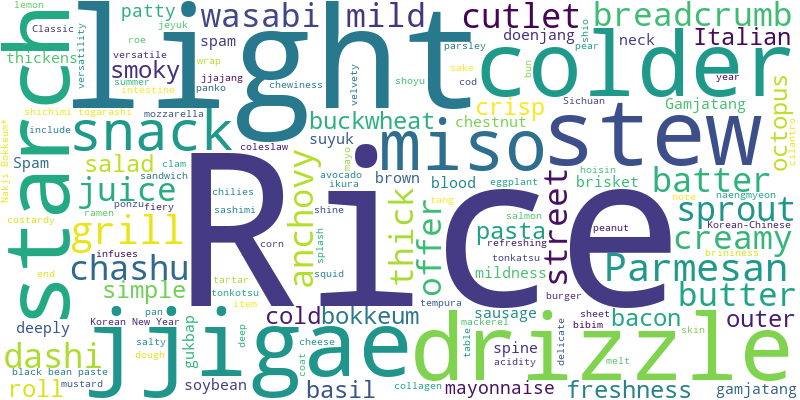 lemon
jeyuk
Classic
thickens
patty
roe
versatile
spam
smoky
summer
wrap
intestine
panko
versatility
light
wasabi
mild
jjajang
chewiness
velvety
shoyu
cutlet
doenjang
parsley
sake
cod
bun
shio
pear
neck
breadcrumb
Italian
year
starch
mozzarella
colder
Sichuan
Gamjatang
octopus
cilantro
shichimi
togarashi
include
Nakji Bokkeum*
snack
coleslaw
buckwheat
suyuk
crisp
chestnut
miso
stew
Spam
salad
clam
sandwich
chilies
sashimi
anchovy
mayo
avocado
ikura
brown
blood
eggplant
hoisin
brisket
batter
naengmyeon
note
juice
ponzu
fiery
ramen
grill
custardy
shine
splash
corn
Rice
thick
offer
tang
salmon
pasta
refreshing
tonkatsu
mildness
street
peanut
sprout
Korean-Chinese
creamy
brininess
infuses
chashu
end
simple
tartar
tonkotsu
item
squid
tempura
sausage
burger
Parmesan
butter
deeply
pan
Korean New Year
salty
dough
gukbap
deep
cold
bokkeum
cheese
coat
mackerel
table
spine
acidity
delicate
sheet
bibim
melt
bacon
skin
outer
dashi
black bean paste
mustard
roll
jjigae
soybean
basil
collagen
drizzle
mayonnaise
freshness
gamjatang